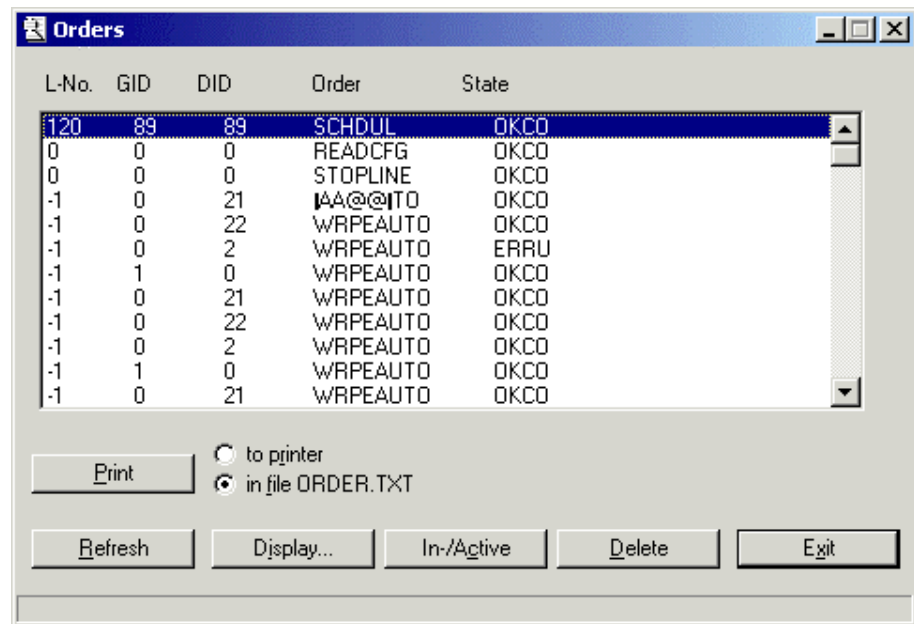 Orders
L-No. GID DID Order State
120 89 89 SCHDUL OKCO
0 0 0 READCFG OKCO
0 0 0 STOPLINE OKCO
-1 0 21 AA@@ITO OKCO
-1 0 22 WRPEAUTO OKCO
-1 0 2 WRPEAUTO ERRU
-1 1 0 WRPEAUTO OKCO
-1 0 21 WRPEAUTO OKCO
-1 0 22 WRPEAUTO OKCO
-1 0 2 WRPEAUTO OKCO
-1 1 0 WRPEAUTO OKCO
-1 0 21 WRPEAUTO OKCO
to printer
Print
in file ORDER.TXT
Refresh Display... In-/Active Delete Exit